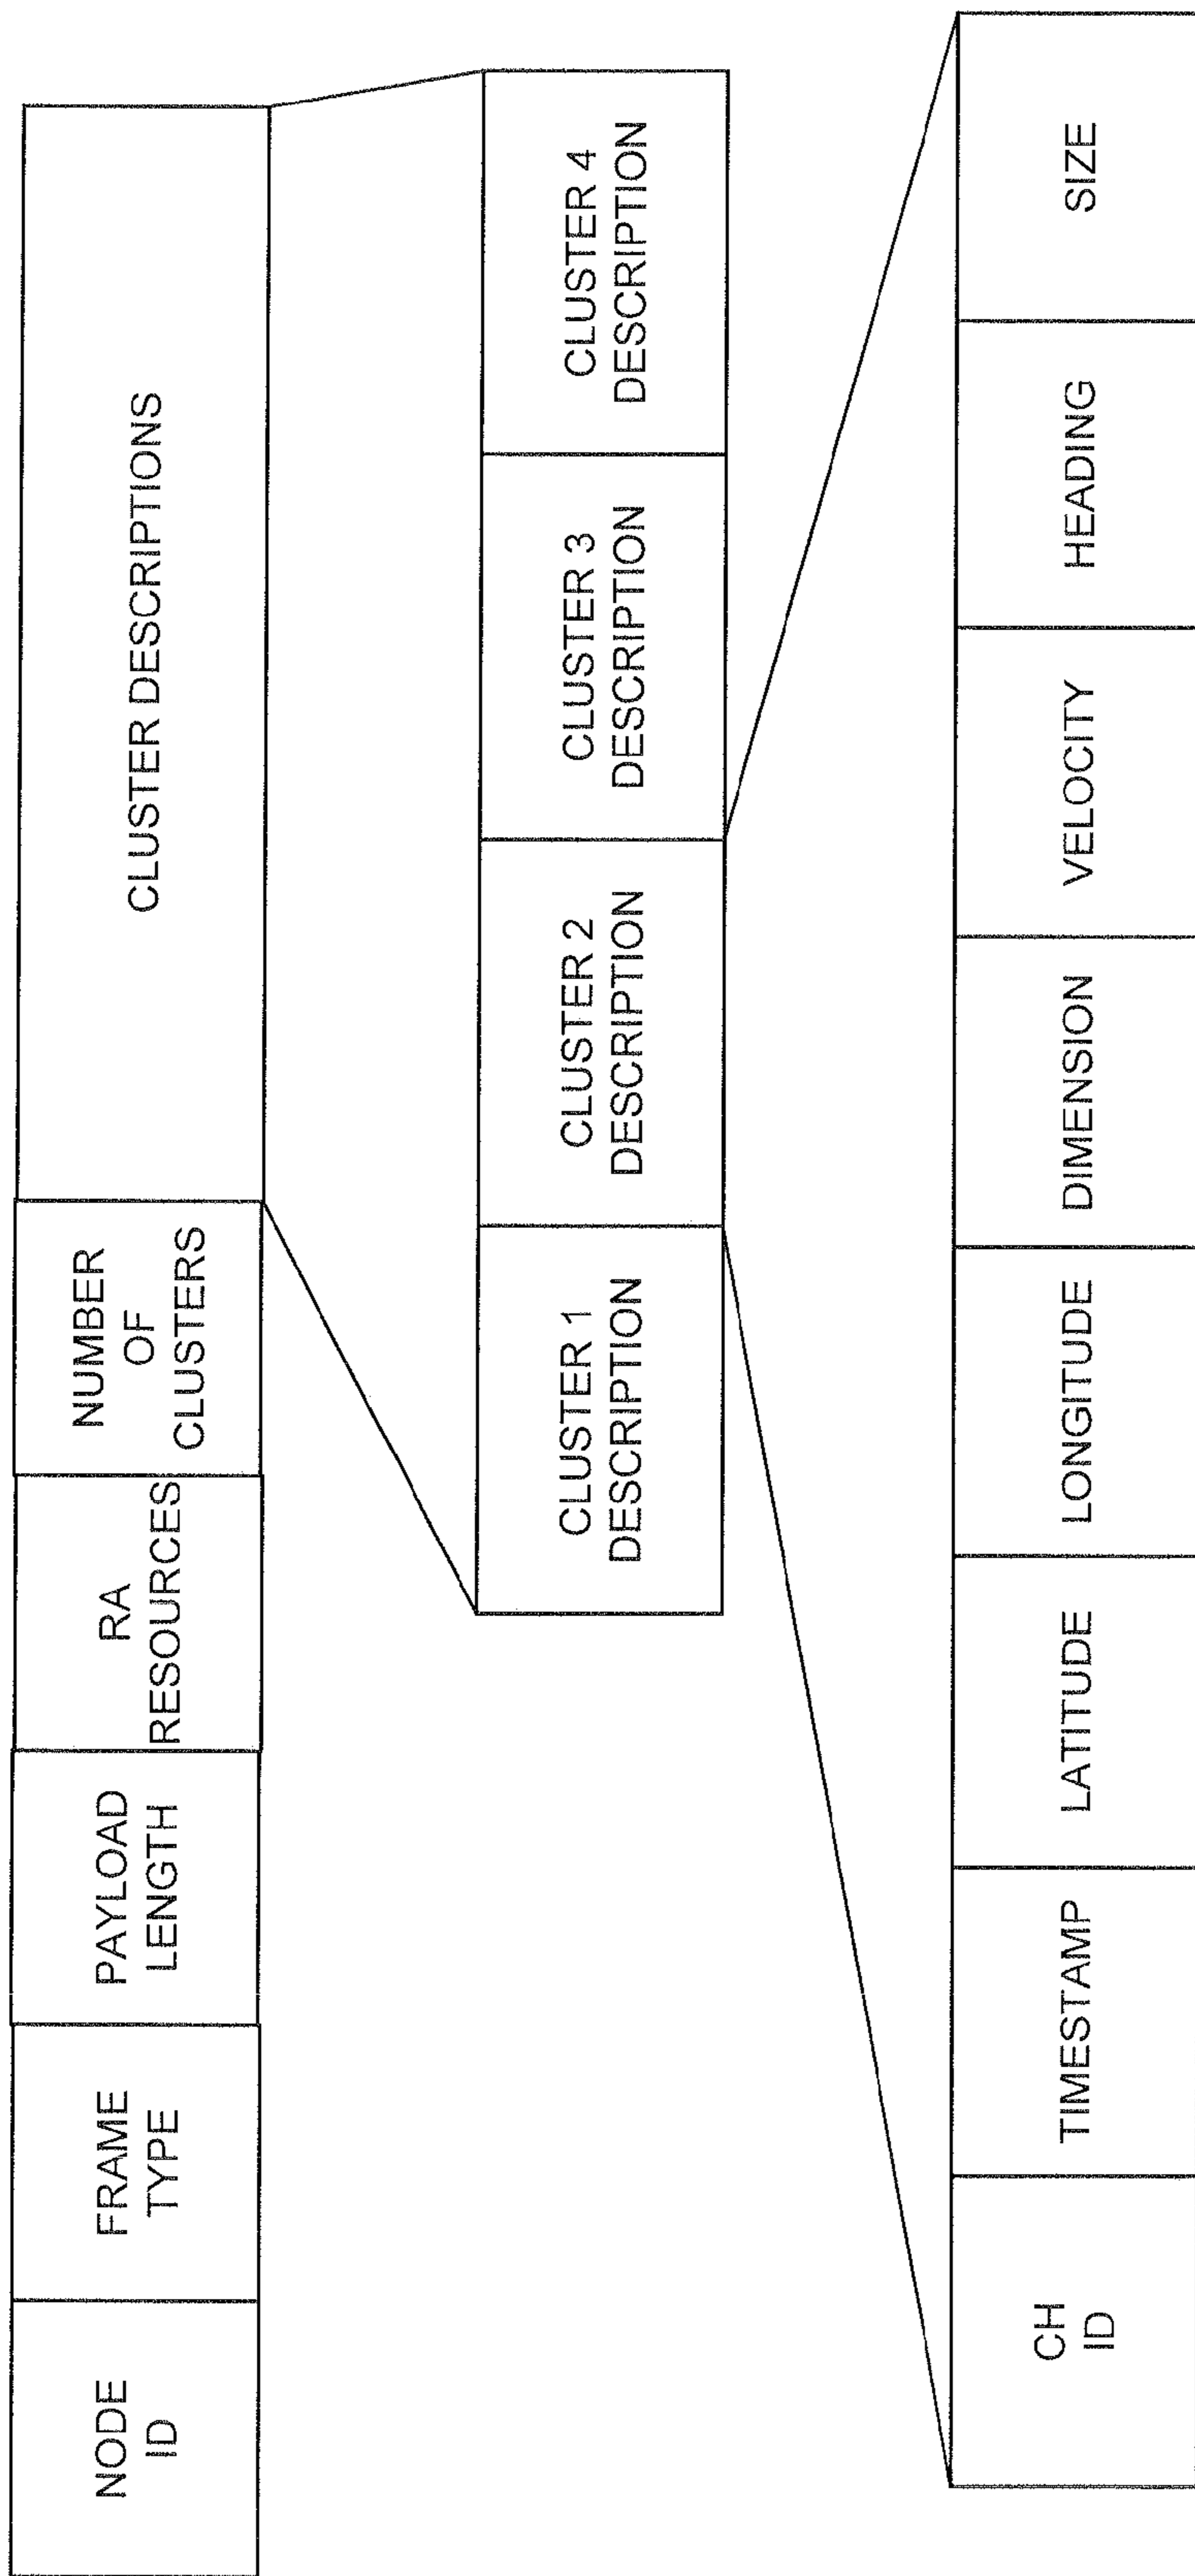 NODE
ID
FRAME
TYPE
PAYLOAD
LENGTH
RA
RESOURCES
NUMBER
OF
CLUSTERS
CLUSTER DESCRIPTIONS
CLUSTER 1
DESCRIPTION
CLUSTER 2
DESCRIPTION
CLUSTER 3
DESCRIPTION
CLUSTER 4
DESCRIPTION
CH
ID
TIMESTAMP
LATITUDE
LONGITUDE
DIMENSION
VELOCITY
HEADING
SIZE